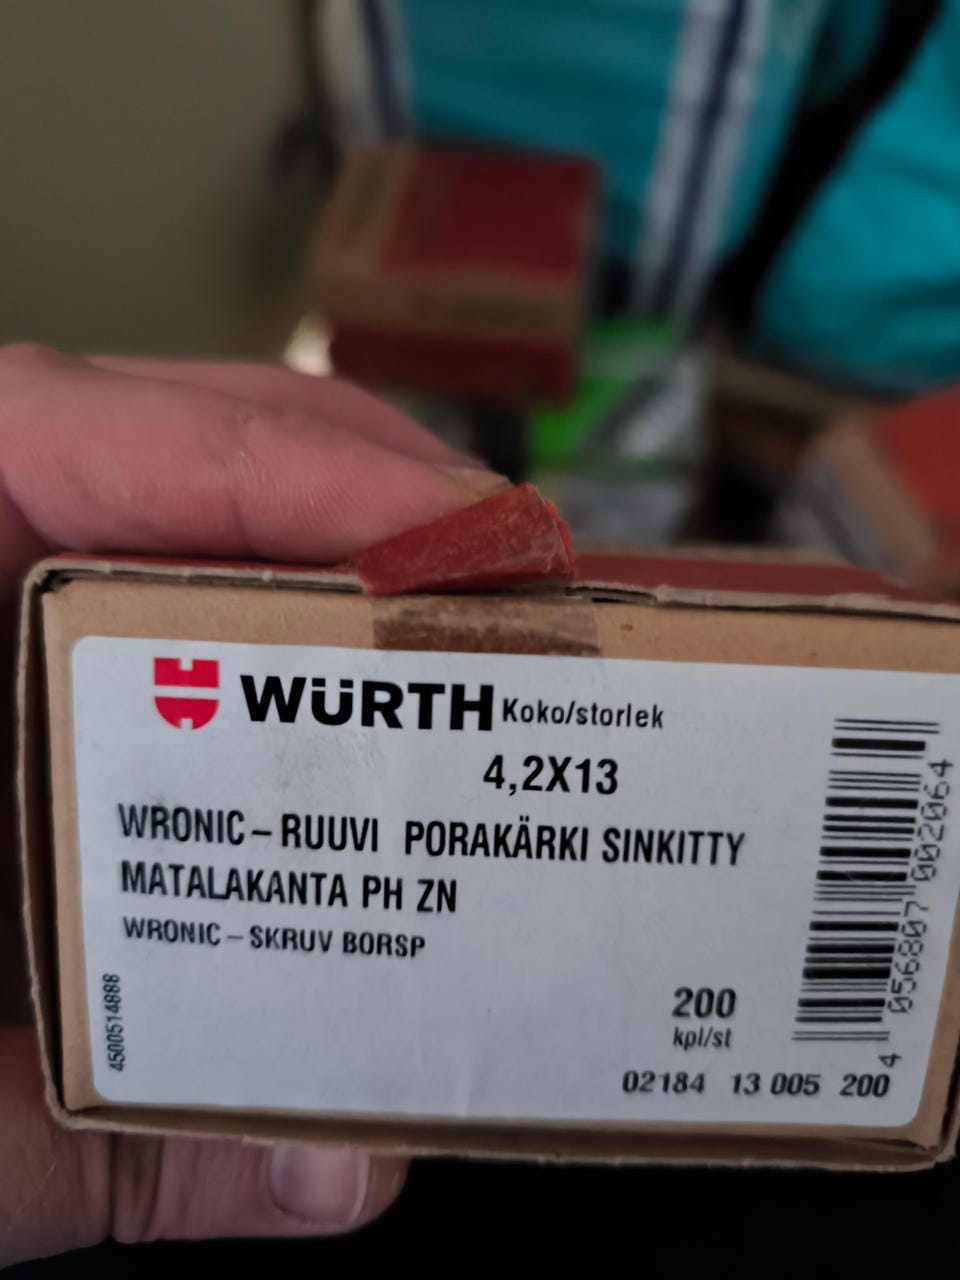 WÜRTH Koko/storlek
4,2X13
WRONIC – RUUVI PORAKÄRKI SINKITTY
MATALAKANTA PH ZN
WRONIC – SKRUV BORSP
4500514888
200
kpl/st
02184 13 005 200
4 056807 002064